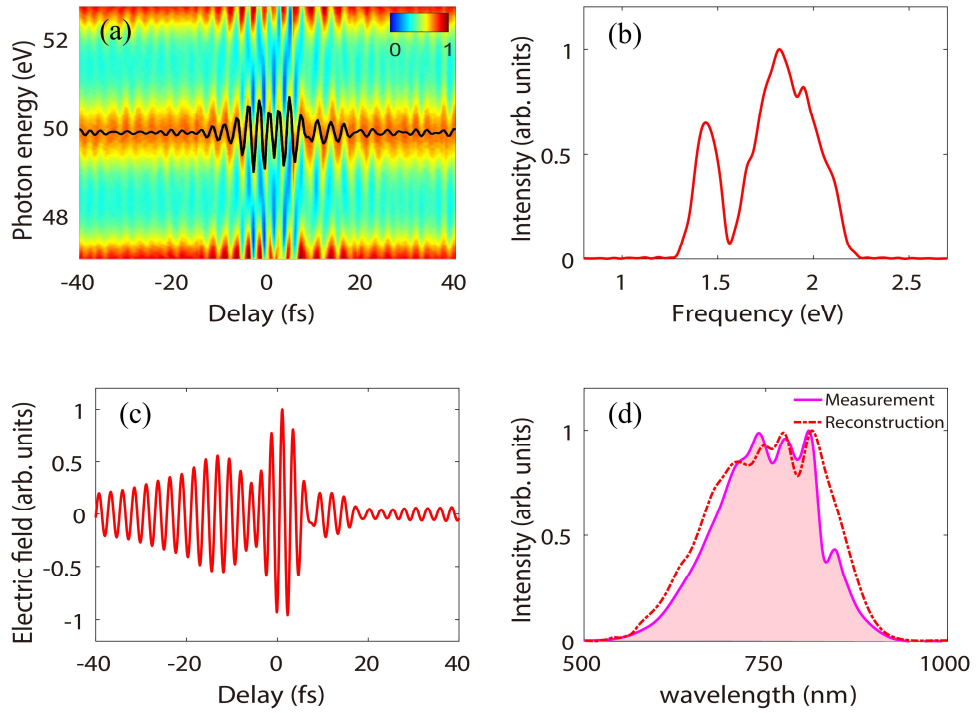 (a)
0 1
Photon energy (eV)
52
50
48
-40 -20 0 20 40
Delay (fs)
(b)
Intensity (arb. units)
1
0.5
0
1 1.5 2 2.5
Frequency (eV)
(c)
Electric field (arb. units)
1
0.5
0
-0.5
-1
-40 -20 0 20 40
Delay (fs)
(d)
Measurement
Reconstruction
Intensity (arb. units)
1
0.5
0
500 750 1000
wavelength (nm)